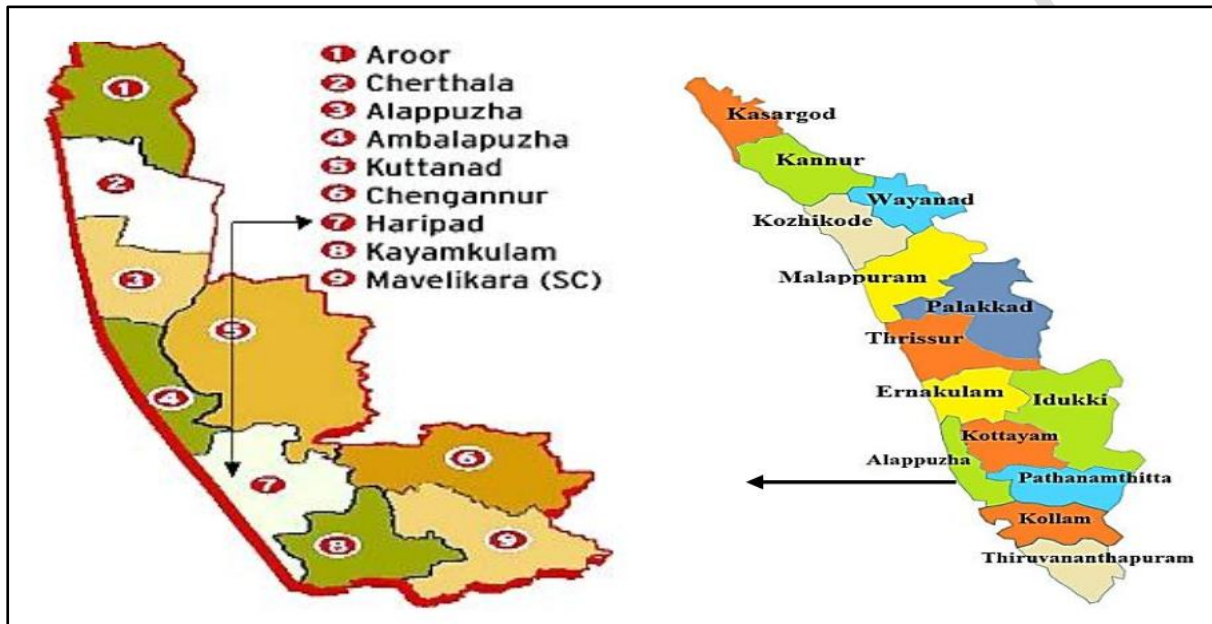 1 Aroor
2 Cherthala
3 Alappuzha
4 Ambalapuzha
5 Kuttanad
6 Chengannur
7 Haripad
8 Kayamkulam
9 Mavelikara (SC)
1
2
3
4
5
6
7
8
9
Kasargod
Kannur
Wayanad
Kozhikode
Malappuram
Palakkad
Thrissur
Ernakulam
Idukki
Kottayam
Alappuzha
Pathanamthitta
Kollam
Thiruvananthapuram